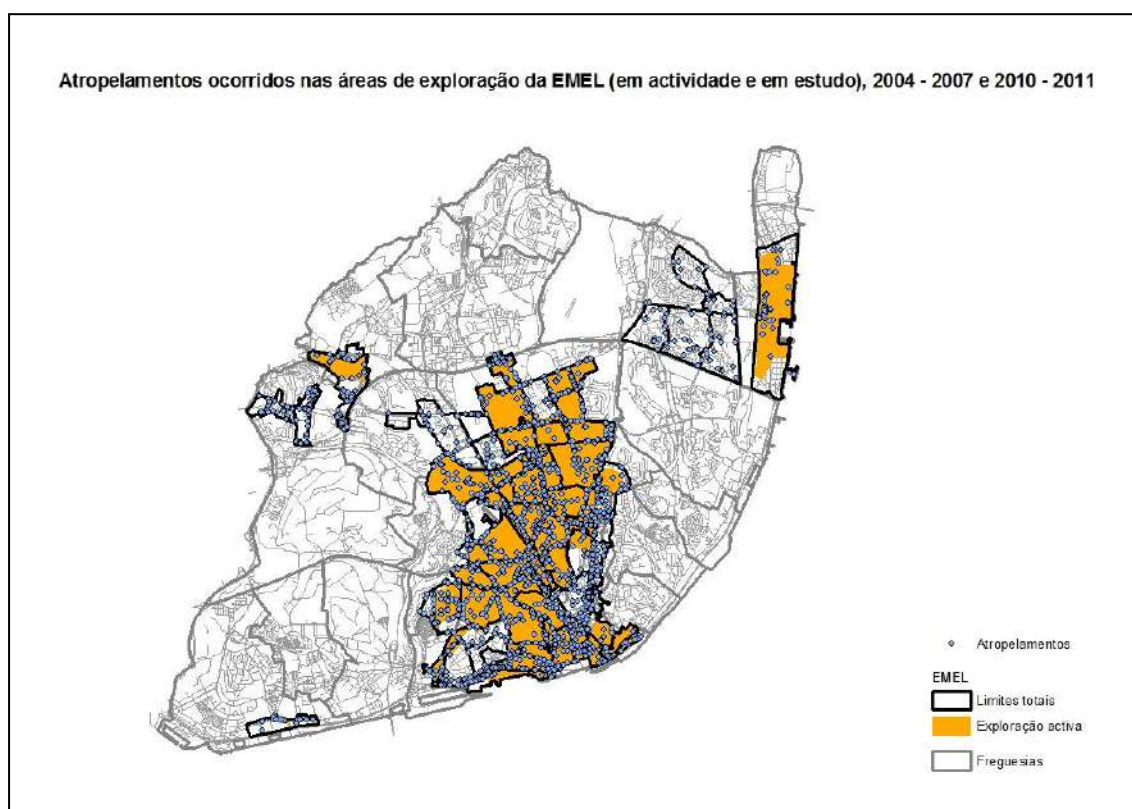 Atropelamentos ocorridos nas áreas de exploração da EMEL (em actividade e em estudo), 2004 - 2007 e 2010 - 2011
Atropelamentos
EMEL
Limites totais
Exploração activa
Freguesias